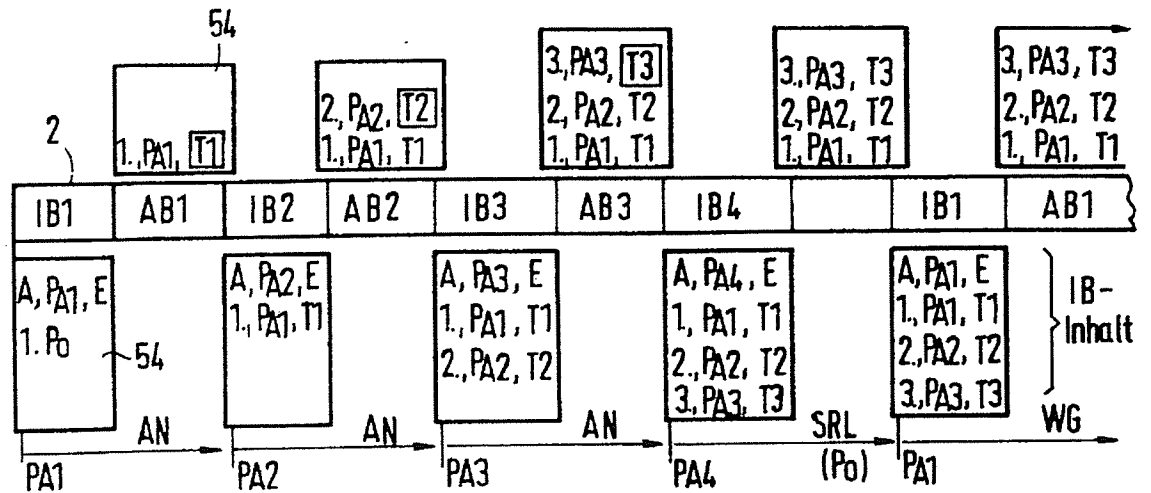 54
1., PA1, T1
2., PA2, T2
1., PA1, T1
3., PA3, T3
2., PA2, T2
1., PA1, T1
3., PA3, T3
2., PA2, T2
1., PA1, T1
3., PA3, T3
2., PA2, T2
1., PA1, T1
2
IB1 AB1 IB2 AB2 IB3 AB3 IB4 IB1 AB1
A, PA1, E
1. P0
54
A, PA2, E
1., PA1, T1
A, PA3, E
1., PA1, T1
2., PA2, T2
A, PA4, E
1., PA1, T1
2., PA2, T2
3., PA3, T3
A, PA1, E
1., PA1, T1
2., PA2, T2
3., PA3, T3
IB-
Inhalt
AN AN AN SRL WG
(P0)
PA1 PA2 PA3 PA4 PA1